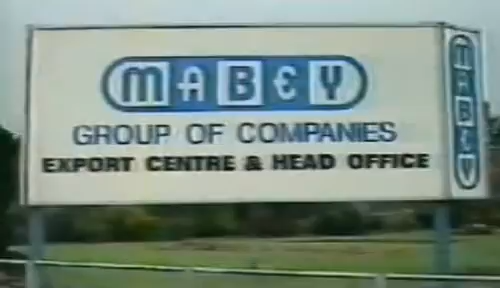 MABEY
GROUP OF COMPANIES
EXPORT CENTRE & HEAD OFFICE
MABEY